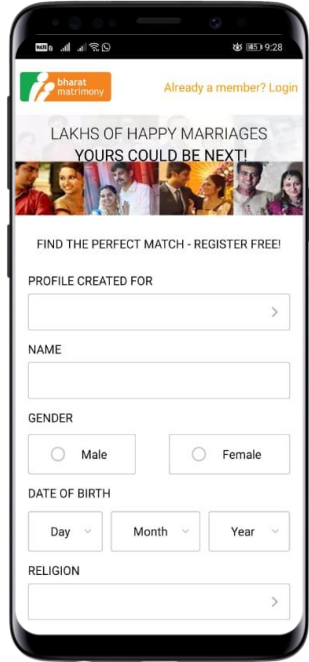 9:28
bharat
matrimony
Already a member? Login
LAKHS OF HAPPY MARRIAGES
YOURS COULD BE NEXT!
FIND THE PERFECT MATCH - REGISTER FREE!
PROFILE CREATED FOR
NAME
GENDER
Male Female
DATE OF BIRTH
Day Month Year
RELIGION